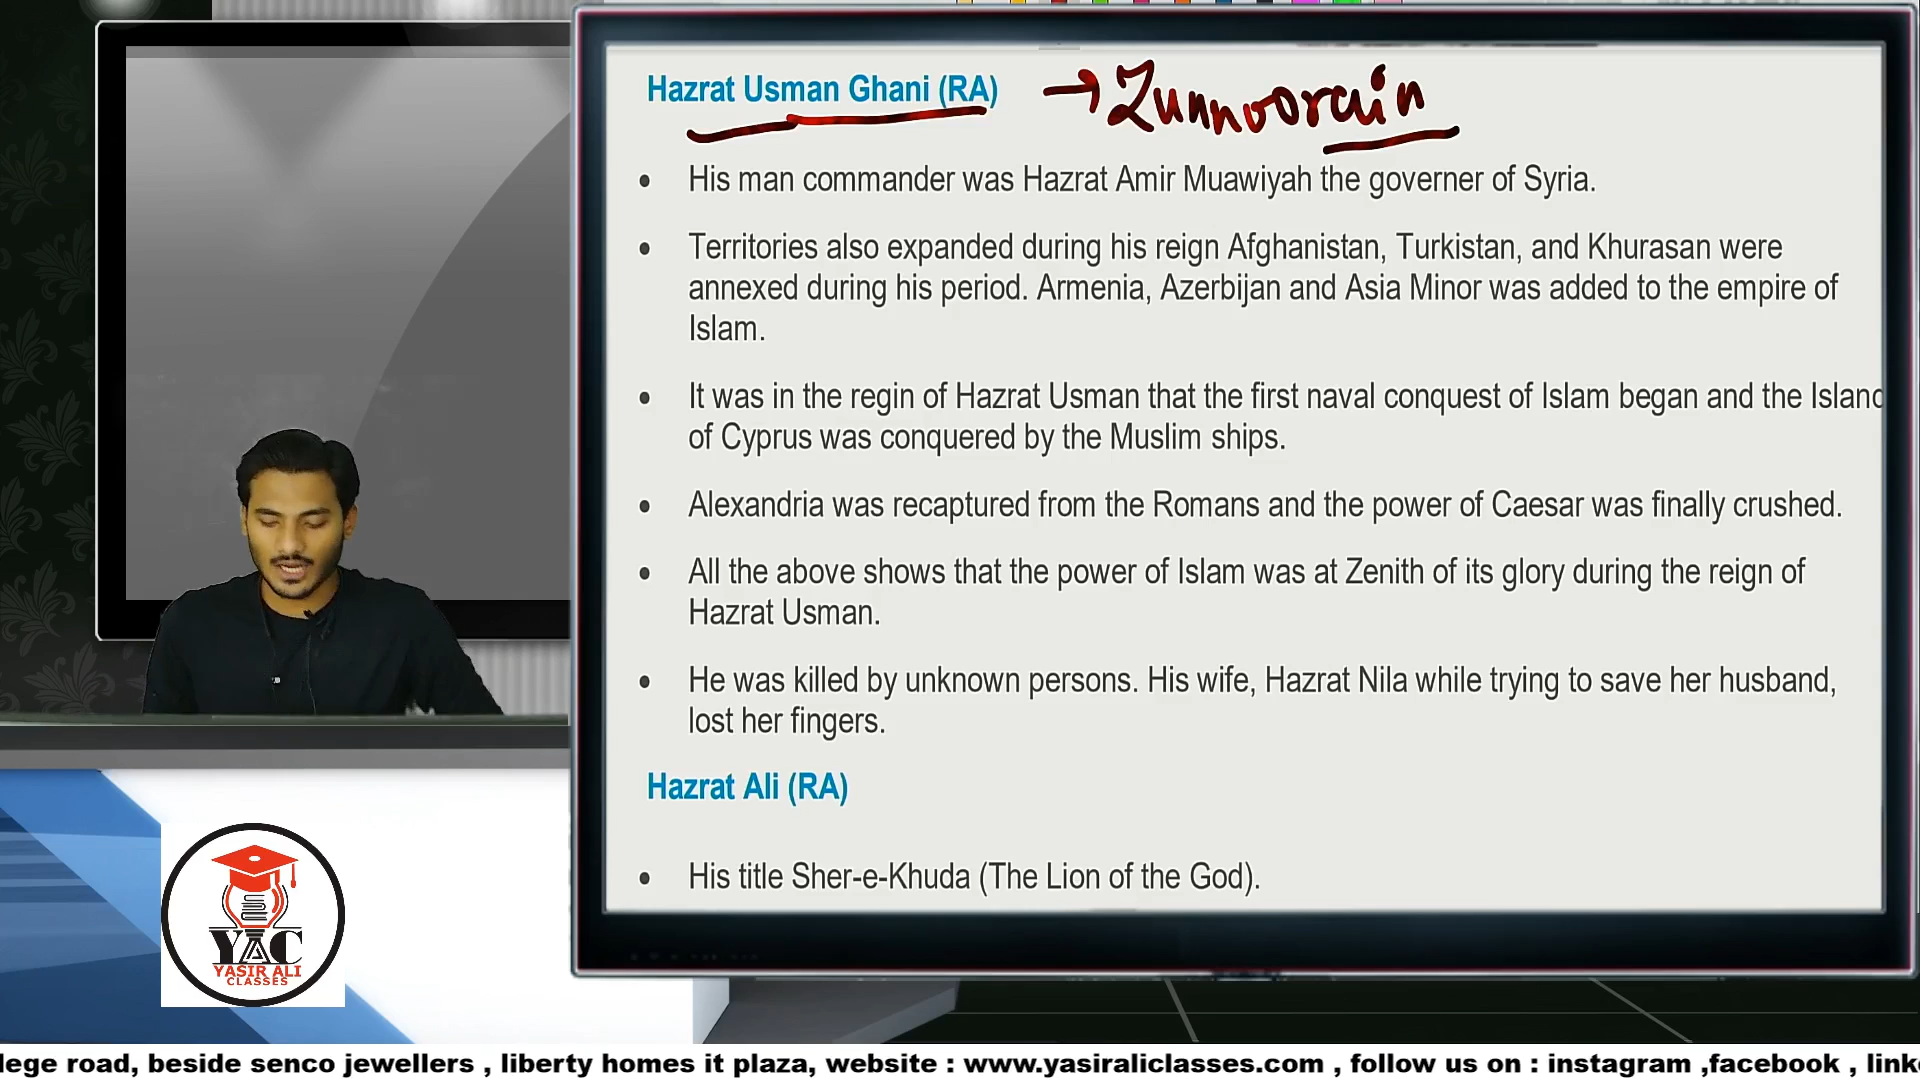 Hazrat Usman Ghani (RA) → Zunnoorain
• His man commander was Hazrat Amir Muawiyah the governer of Syria.
• Territories also expanded during his reign Afghanistan, Turkistan, and Khurasan were
annexed during his period. Armenia, Azerbijan and Asia Minor was added to the empire of
Islam.
• It was in the regin of Hazrat Usman that the first naval conquest of Islam began and the Island
of Cyprus was conquered by the Muslim ships.
• Alexandria was recaptured from the Romans and the power of Caesar was finally crushed.
• All the above shows that the power of Islam was at Zenith of its glory during the reign of
Hazrat Usman.
• He was killed by unknown persons. His wife, Hazrat Nila while trying to save her husband,
lost her fingers.
Hazrat Ali (RA)
• His title Sher-e-Khuda (The Lion of the God).
YAC
YASIR ALI
CLASSES
lege road, beside senco jewellers , liberty homes it plaza, website : www.yasiraliclasses.com , follow us on : instagram ,facebook , link